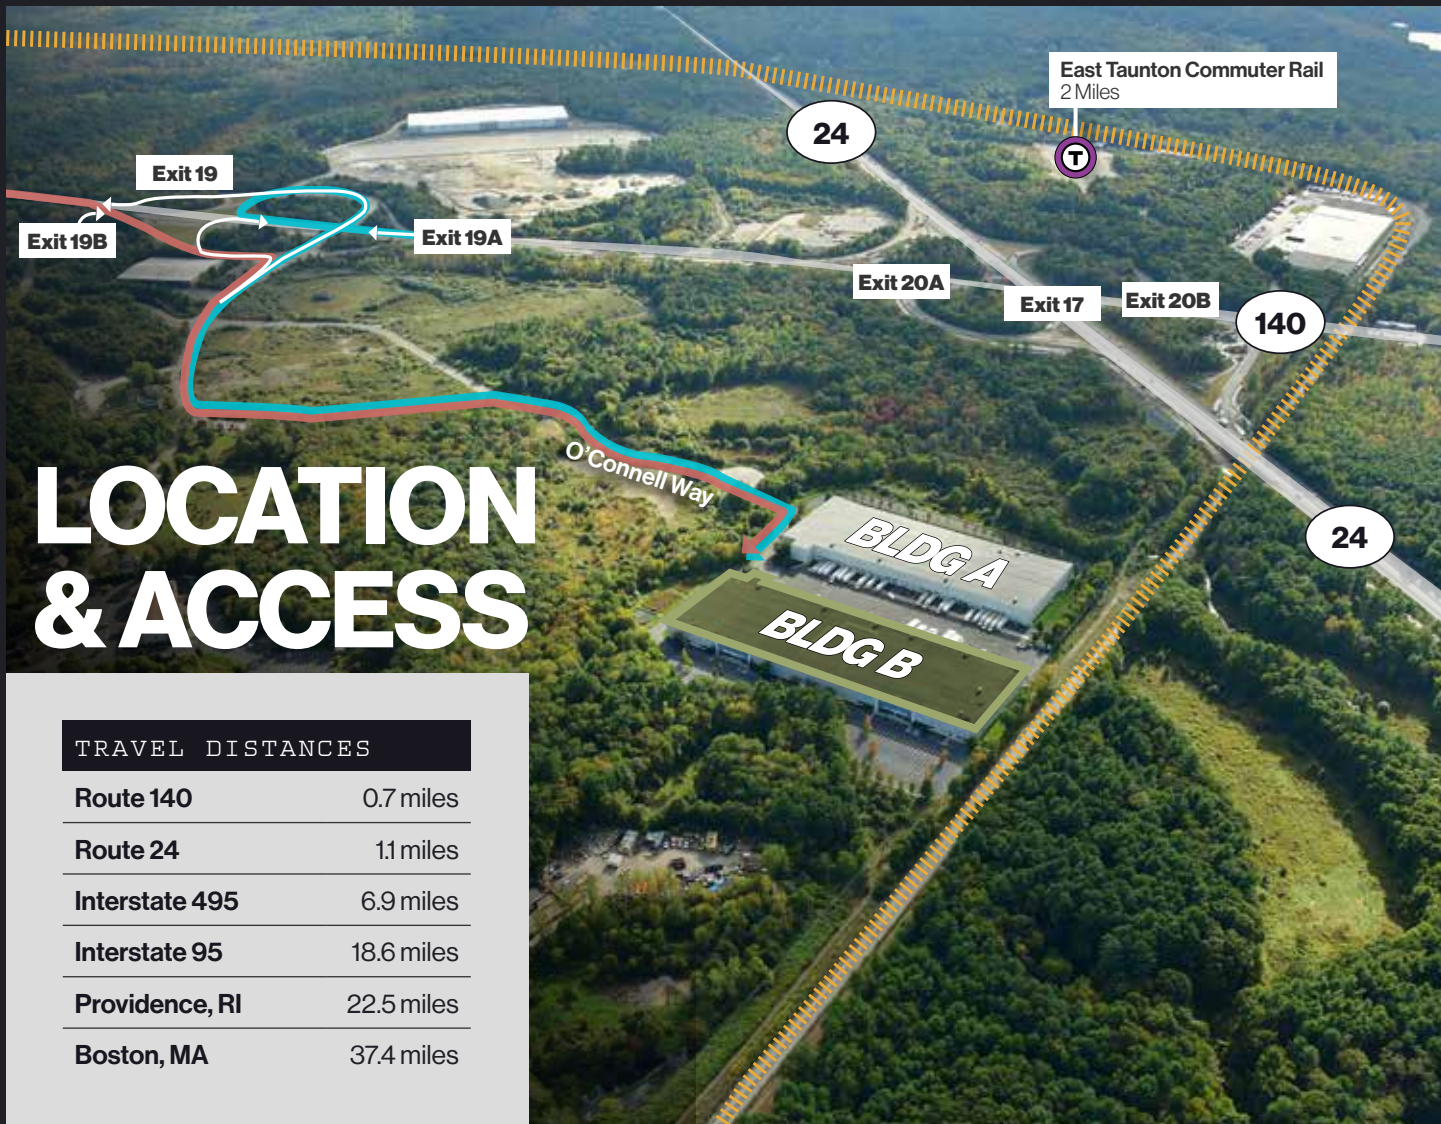 East Taunton Commuter Rail
2 Miles
24
T
Exit 19
Exit 19B
Exit 19A
Exit 20A
Exit 17
Exit 20B
140
O'Connell Way
24
LOCATION
& ACCESS
BLDG A
BLDG B
TRAVEL DISTANCES
Route 140 0.7 miles
Route 24 1.1 miles
Interstate 495 6.9 miles
Interstate 95 18.6 miles
Providence, RI 22.5 miles
Boston, MA 37.4 miles